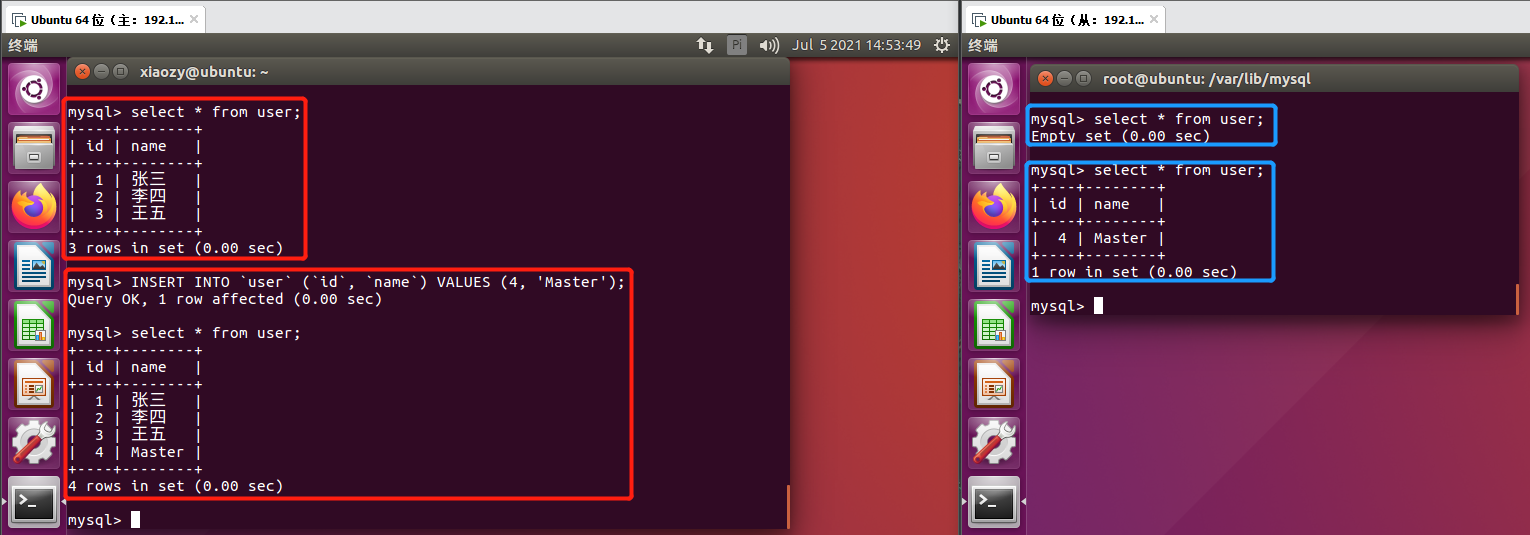 Ubuntu 64 位（主：192.1...
终端
Pi
Jul 5 2021 14:53:49
xiaozy@ubuntu: ~
mysql> select * from user;
+----+--------+
| id | name   |
+----+--------+
|  1 | 张三   |
|  2 | 李四   |
|  3 | 王五   |
+----+--------+
3 rows in set (0.00 sec)
mysql> INSERT INTO `user` (`id`, `name`) VALUES (4, 'Master');
Query OK, 1 row affected (0.00 sec)
mysql> select * from user;
+----+--------+
| id | name   |
+----+--------+
|  1 | 张三   |
|  2 | 李四   |
|  3 | 王五   |
|  4 | Master |
+----+--------+
4 rows in set (0.00 sec)
mysql>
Ubuntu 64 位（从：192.1...
终端
root@ubuntu: /var/lib/mysql
mysql> select * from user;
Empty set (0.00 sec)
mysql> select * from user;
+----+--------+
| id | name   |
+----+--------+
|  4 | Master |
+----+--------+
1 row in set (0.00 sec)
mysql>